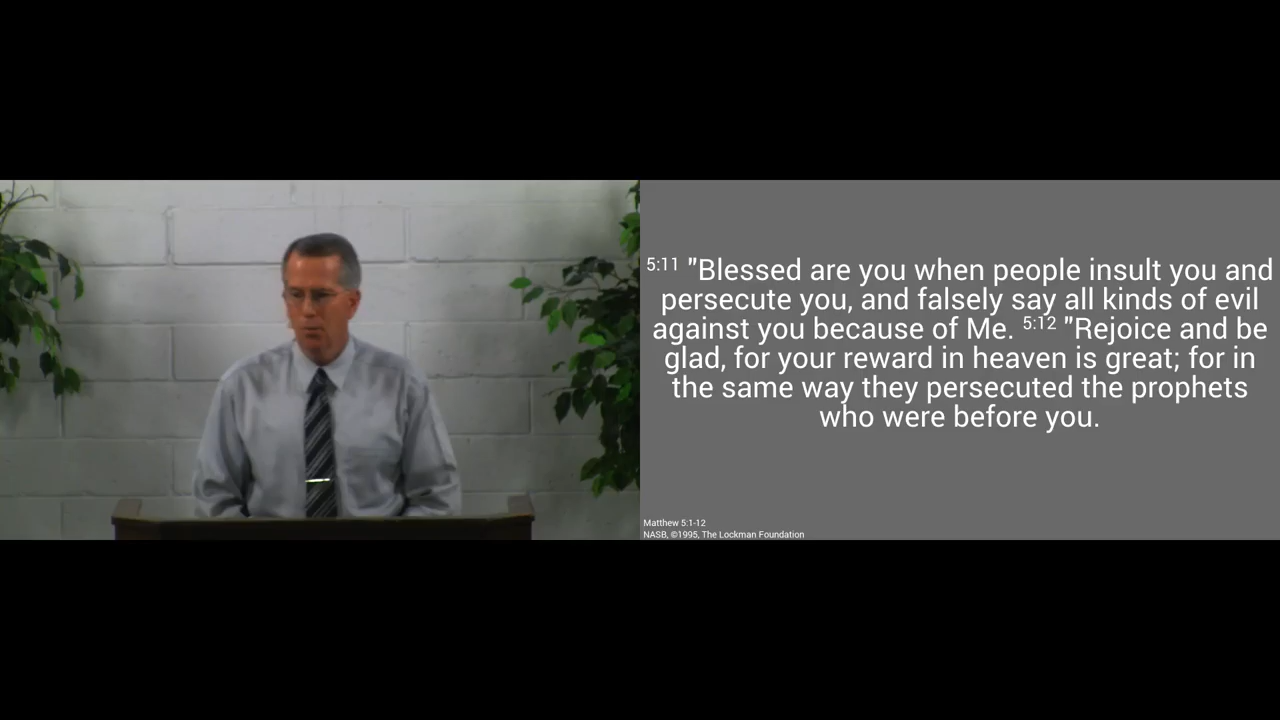 5:11 "Blessed are you when people insult you and
persecute you, and falsely say all kinds of evil
against you because of Me. 5:12 "Rejoice and be
glad, for your reward in heaven is great; for in
the same way they persecuted the prophets
who were before you.
Matthew 5:1-12
NASB, ©1995, The Lockman Foundation